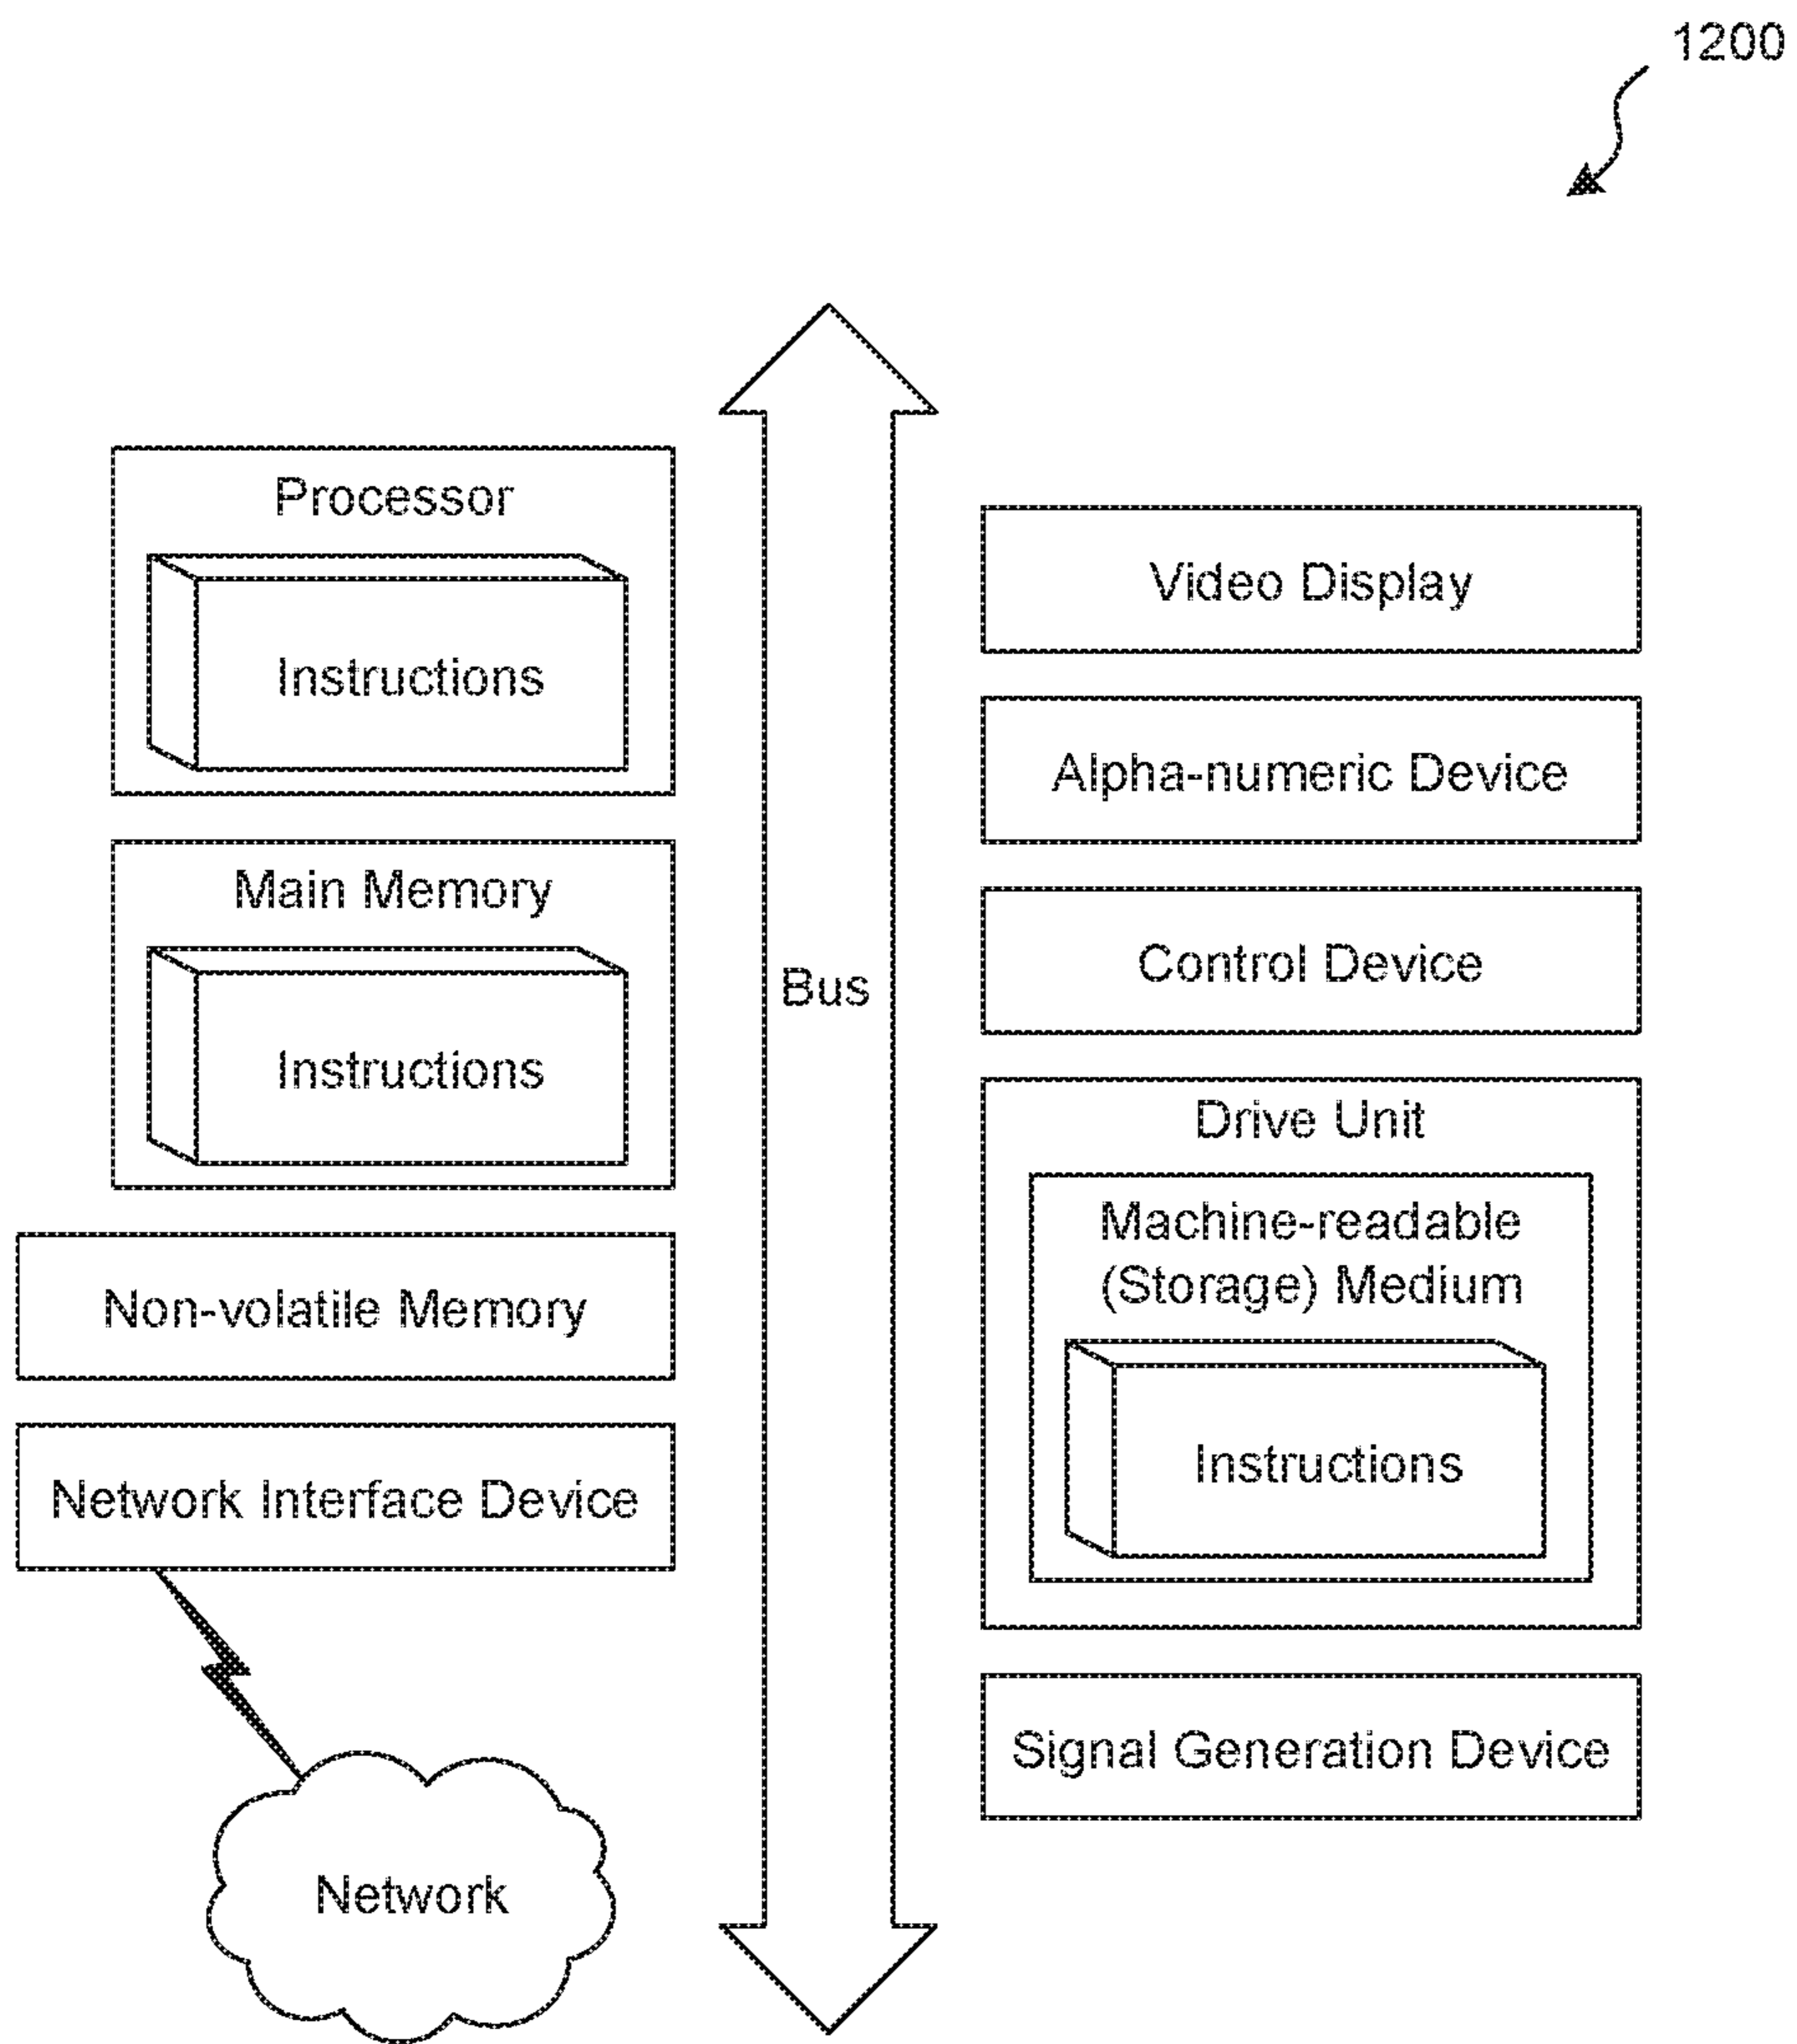 1200
Processor
Instructions
Main Memory
Instructions
Non-volatile Memory
Network Interface Device
Network
Bus
Video Display
Alpha-numeric Device
Control Device
Drive Unit
Machine-readable
(Storage) Medium
Instructions
Signal Generation Device